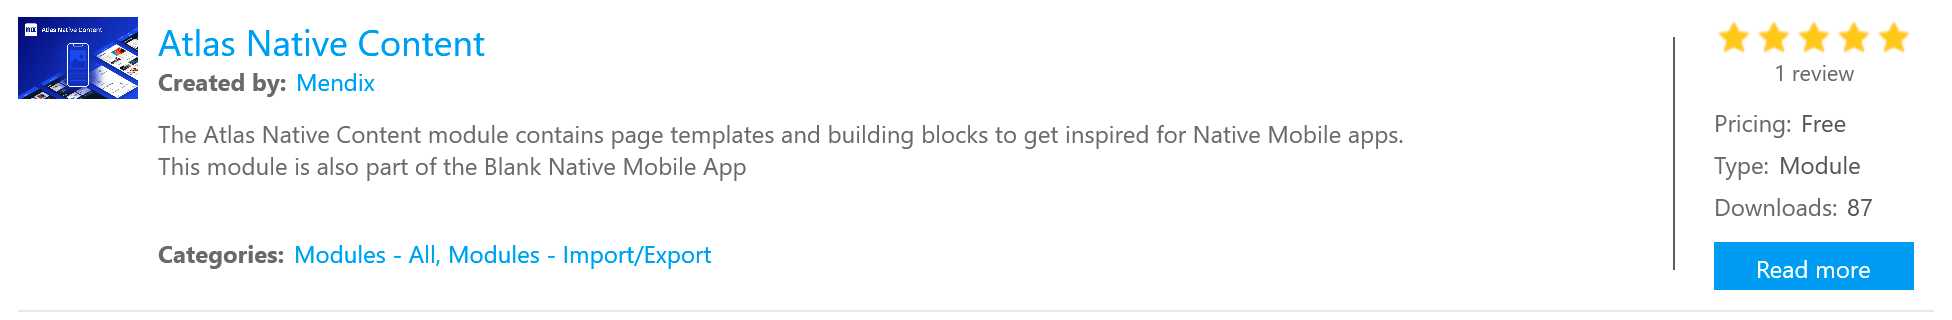 mx Atlas Native Content
Atlas Native Content
Created by: Mendix
The Atlas Native Content module contains page templates and building blocks to get inspired for Native Mobile apps.
This module is also part of the Blank Native Mobile App
Categories: Modules - All, Modules - Import/Export
1 review
Pricing: Free
Type: Module
Downloads: 87
Read more